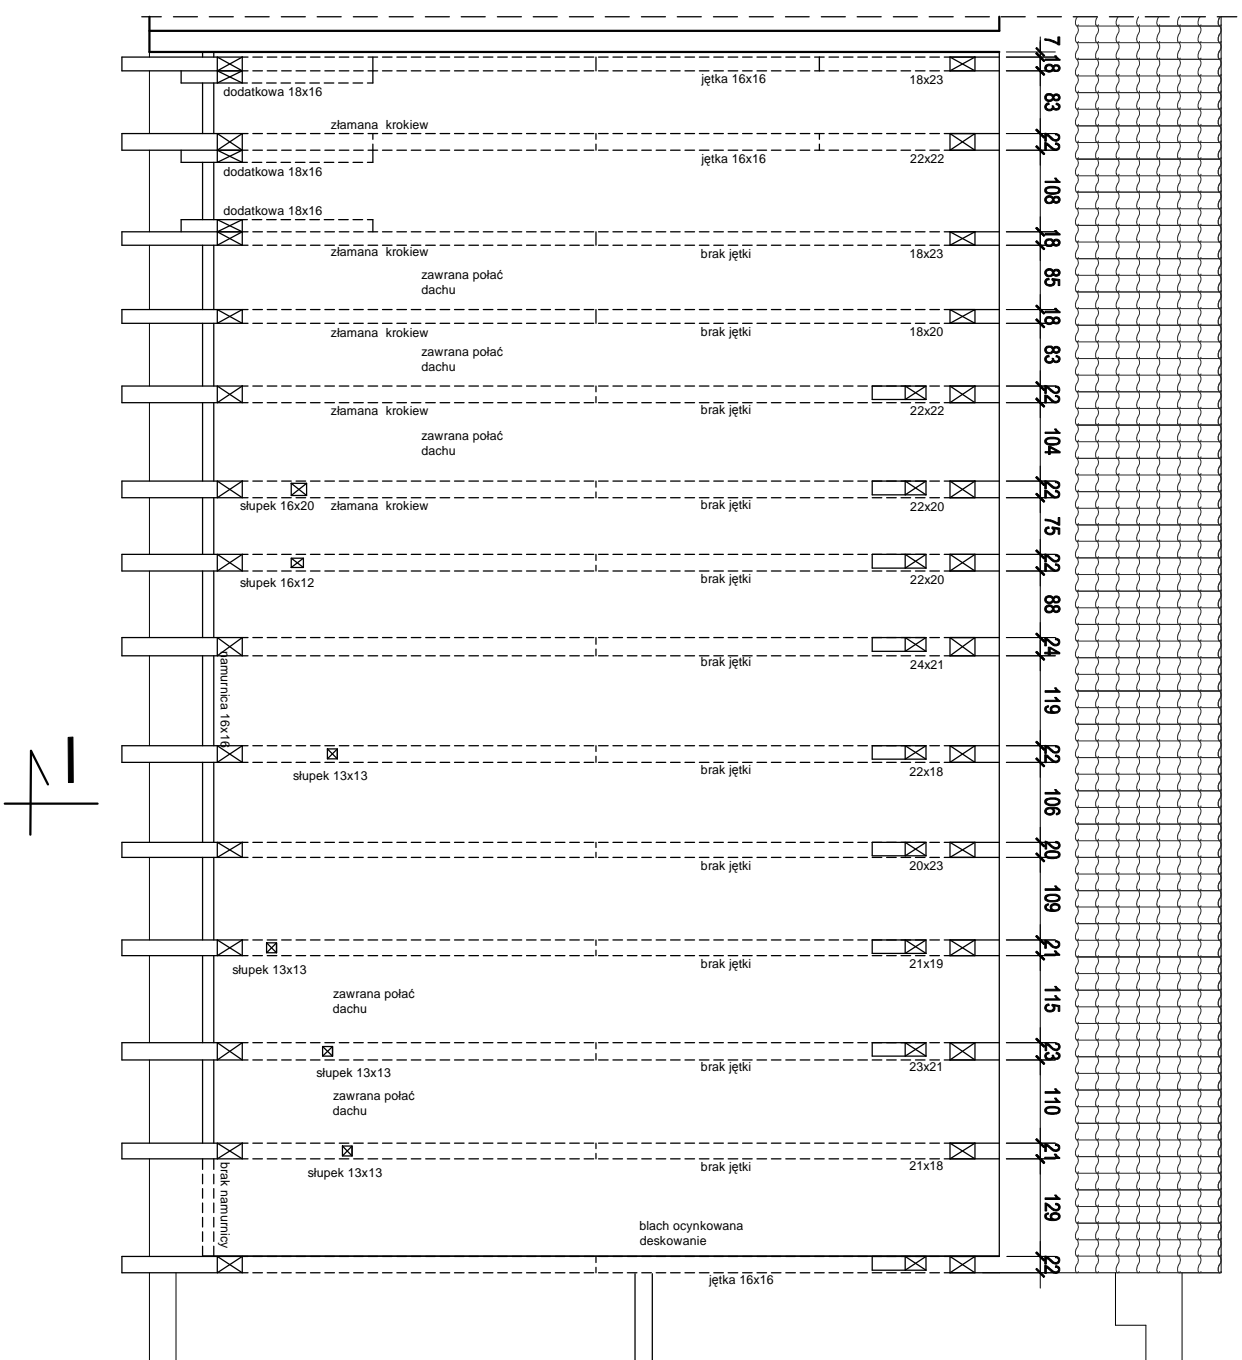 7
18
jętka 16x16
18x23
dodatkowa 18x16
83
złamana krokiew
22
jętka 16x16
22x22
dodatkowa 18x16
108
dodatkowa 18x16
18
złamana krokiew
brak jętki
18x23
zawrana połać
dachu
85
18
złamana krokiew
brak jętki
18x20
zawrana połać
dachu
83
22
złamana krokiew
brak jętki
22x22
zawrana połać
dachu
104
22
słupek 16x20
złamana krokiew
brak jętki
22x20
75
22
słupek 16x12
brak jętki
22x20
88
24
brak jętki
24x21
namurnica 16x16
119
22
słupek 13x13
brak jętki
22x18
106
20
brak jętki
20x23
109
21
słupek 13x13
brak jętki
21x19
zawrana połać
dachu
115
23
słupek 13x13
brak jętki
23x21
zawrana połać
dachu
110
21
słupek 13x13
brak jętki
21x18
brak namurnicy
129
blach ocynkowana
deskowanie
22
jętka 16x16